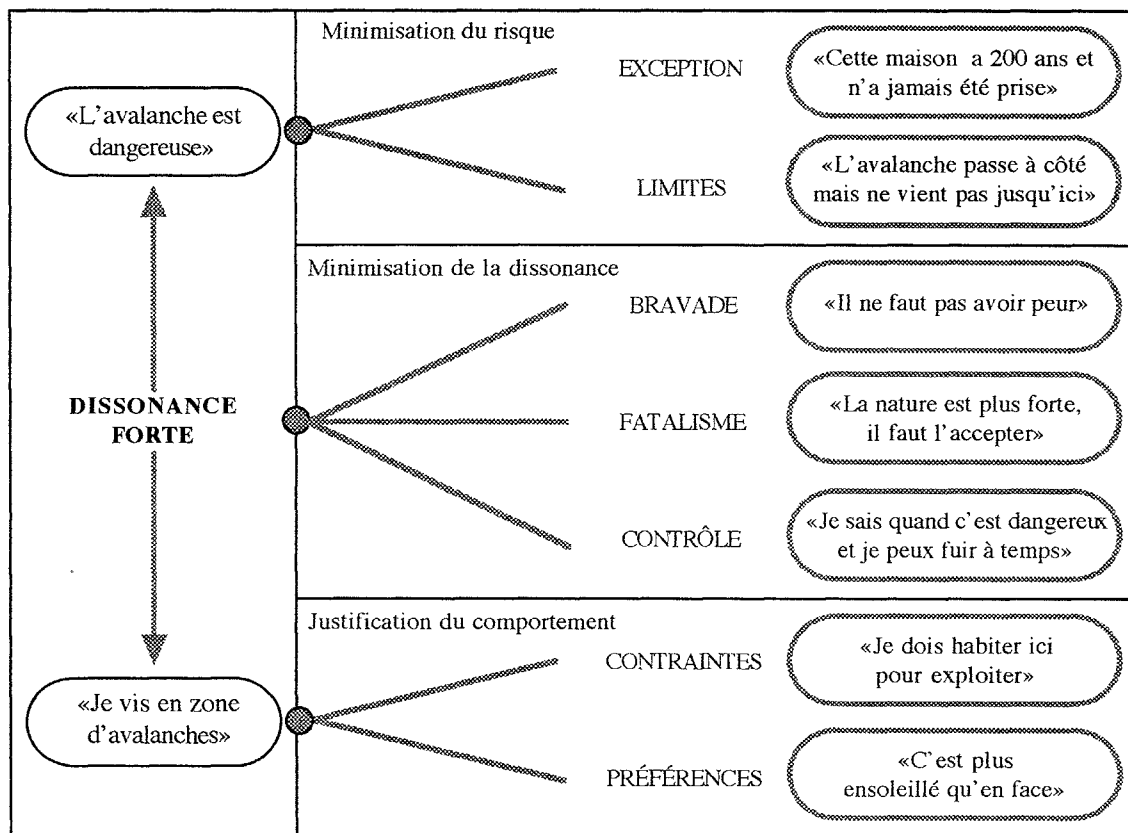 Minimisation du risque
EXCEPTION
«Cette maison a 200 ans et
n'a jamais été prise»
«L'avalanche est
dangereuse»
LIMITES
«L'avalanche passe à côté
mais ne vient pas jusqu'ici»
Minimisation de la dissonance
BRAVADE
«Il ne faut pas avoir peur»
DISSONANCE
FORTE
FATALISME
«La nature est plus forte,
il faut l'accepter»
CONTRÔLE
«Je sais quand c'est dangereux
et je peux fuir à temps»
Justification du comportement
CONTRAINTES
«Je dois habiter ici
pour exploiter»
«Je vis en zone
d'avalanches»
PRÉFÉRENCES
«C'est plus
ensoleillé qu'en face»